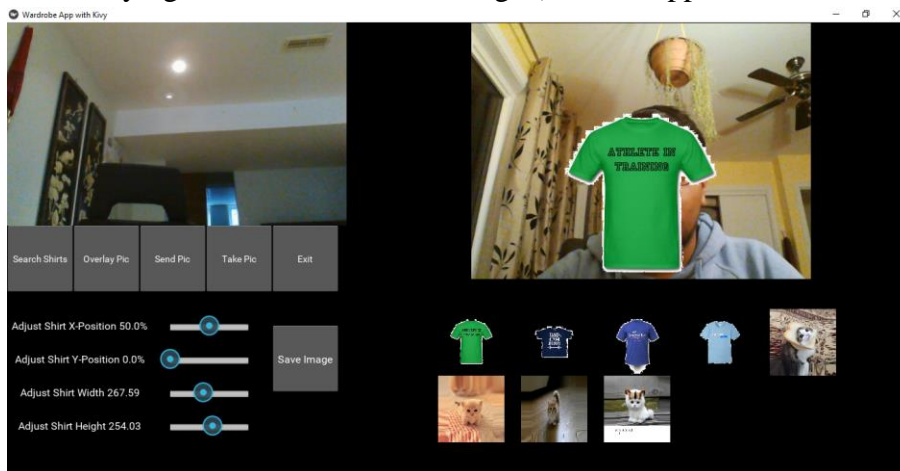 Wardrobe App with Kivy
ATHLETE IN
TRAINING
Search Shirts
Overlay Pic
Send Pic
Take Pic
Exit
Adjust Shirt X-Position 50.0%
Adjust Shirt Y-Position 0.0%
Save Image
Adjust Shirt Width 267.59
Adjust Shirt Height 254.03